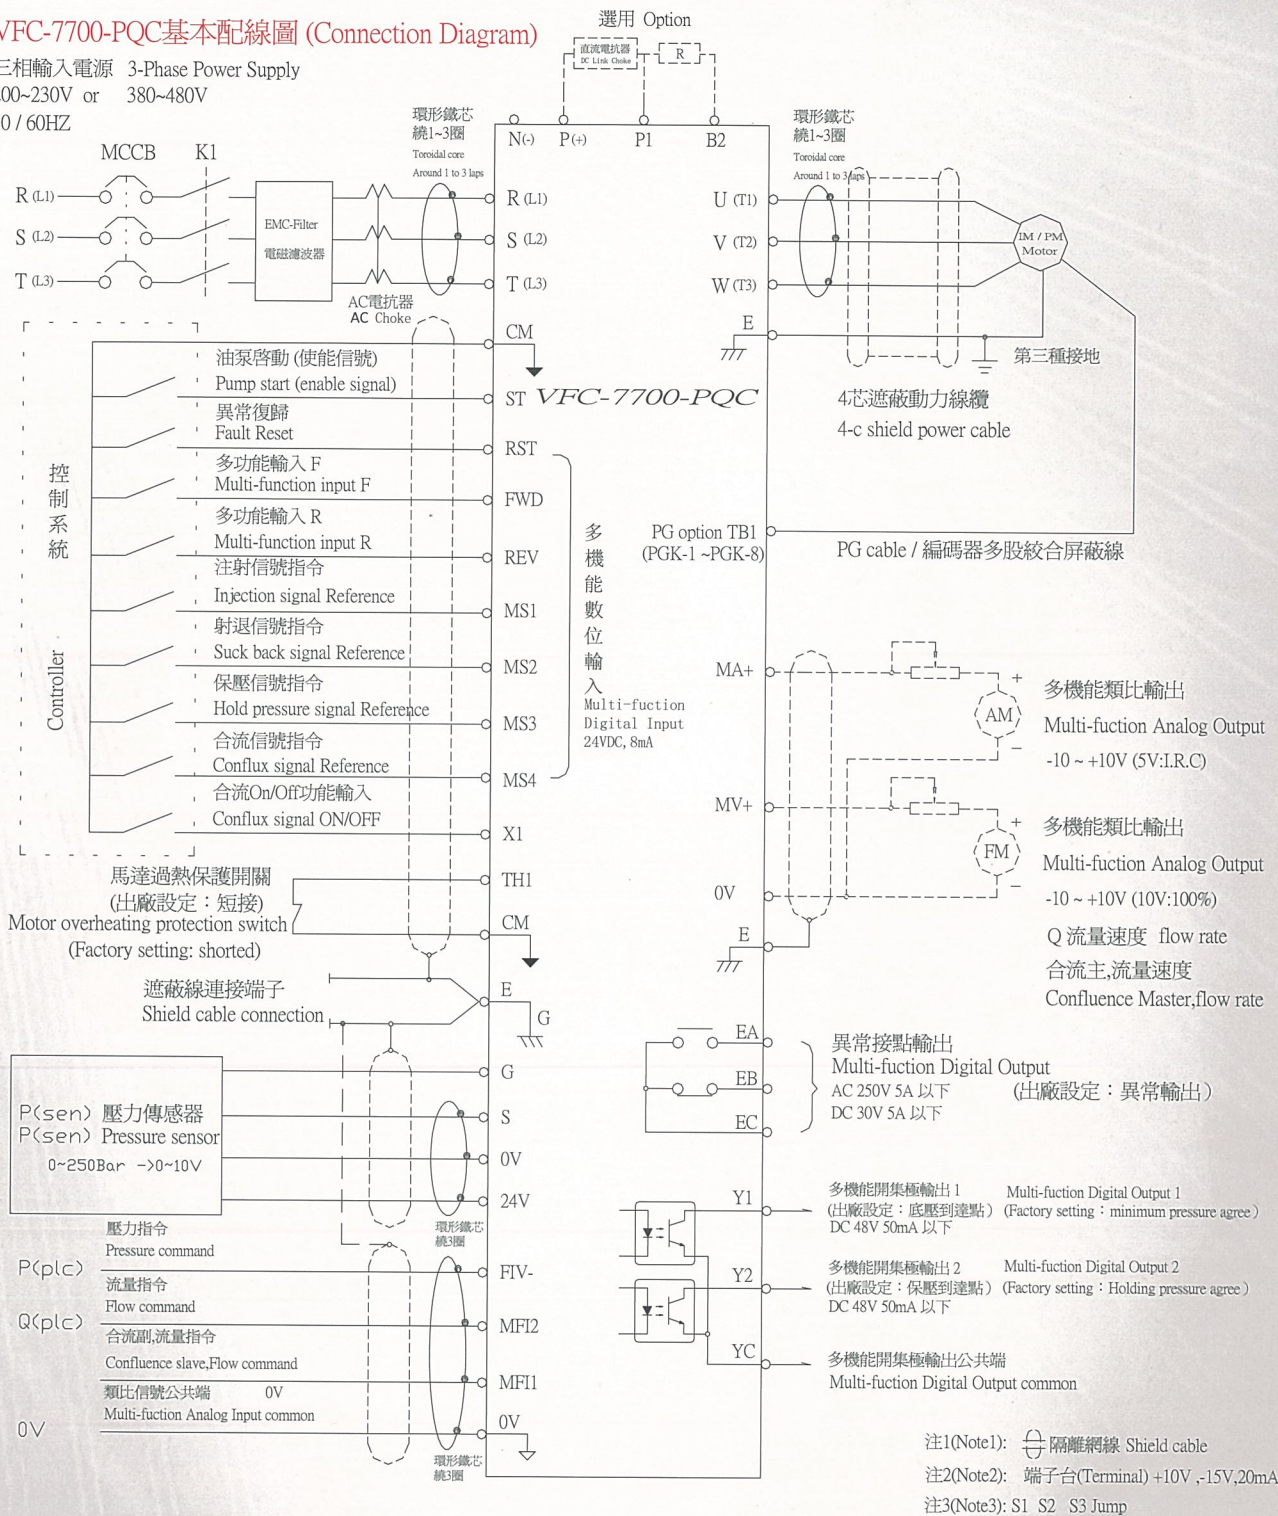 VFC-7700-PQC基本配線圖 (Connection Diagram)
三相輸入電源 3-Phase Power Supply
00~230V or 380~480V
0 / 60HZ
選用 Option
直流電抗器
DC Link Choke
R
MCCB K1
環形鐵芯
繞1~3圈
Toroidal core
Around 1 to 3 laps
N(-) P(+) P1 B2
環形鐵芯
繞1~3圈
Toroidal core
Around 1 to 3 laps
R (L1)
S (L2)
T (L3)
EMC-Filter
電磁濾波器
AC電抗器
AC Choke
R (L1)
S (L2)
T (L3)
U (T1)
V (T2)
W (T3)
E
IM / PM
Motor
第三種接地
4芯遮蔽動力線纜
4-c shield power cable
VFC-7700-PQC
控制系統
Controller
CM
油泵啓動 (使能信號)
Pump start (enable signal)
ST
異常復歸
Fault Reset
RST
多功能輸入 F
Multi-function input F
FWD
多功能輸入 R
Multi-function input R
REV
注射信號指令
Injection signal Reference
MS1
射退信號指令
Suck back signal Reference
MS2
保壓信號指令
Hold pressure signal Reference
MS3
合流信號指令
Conflux signal Reference
MS4
合流On/Off功能輸入
Conflux signal ON/OFF
X1
多機能數位輸入
Multi-fuction
Digital Input
24VDC,8mA
PG option TB1
(PGK-1 ~PGK-8)
PG cable / 編碼器多股絞合屏蔽線
馬達過熱保護開關
(出廠設定：短接)
Motor overheating protection switch
(Factory setting: shorted)
TH1
CM
遮蔽線連接端子
Shield cable connection
E
G
MA+
AM
+
−
多機能類比輸出
Multi-fuction Analog Output
-10 ~ +10V (5V:I.R.C)
MV+
FM
+
−
0V
E
多機能類比輸出
Multi-fuction Analog Output
-10 ~ +10V (10V:100%)
Q 流量速度 flow rate
合流主,流量速度
Confluence Master,flow rate
P(sen) 壓力傳感器
P(sen) Pressure sensor
0~250Bar ->0~10V
G
S
0V
24V
環形鐵芯
繞3圈
EA
EB
EC
異常接點輸出
Multi-fuction Digital Output
AC 250V 5A 以下 (出廠設定：異常輸出)
DC 30V 5A 以下
壓力指令
Pressure command
P(plc)
FIV-
流量指令
Flow command
Q(plc)
MFI2
合流副,流量指令
Confluence slave,Flow command
MFI1
類比信號公共端 0V
Multi-fuction Analog Input common
0V
0V
環形鐵芯
繞3圈
Y1
多機能開集極輸出 1 Multi-fuction Digital Output 1
(出廠設定：底壓到達點) (Factory setting：minimum pressure agree)
DC 48V 50mA 以下
Y2
多機能開集極輸出 2 Multi-fuction Digital Output 2
(出廠設定：保壓到達點) (Factory setting：Holding pressure agree)
DC 48V 50mA 以下
YC
多機能開集極輸出公共端
Multi-fuction Digital Output common
注1(Note1): 隔離網線 Shield cable
注2(Note2): 端子台(Terminal) +10V ,-15V,20mA
注3(Note3): S1 S2 S3 Jump